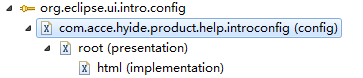 org.eclipse.ui.intro.config
com.acce.hyide.product.help.introconfig (config)
root (presentation)
html (implementation)